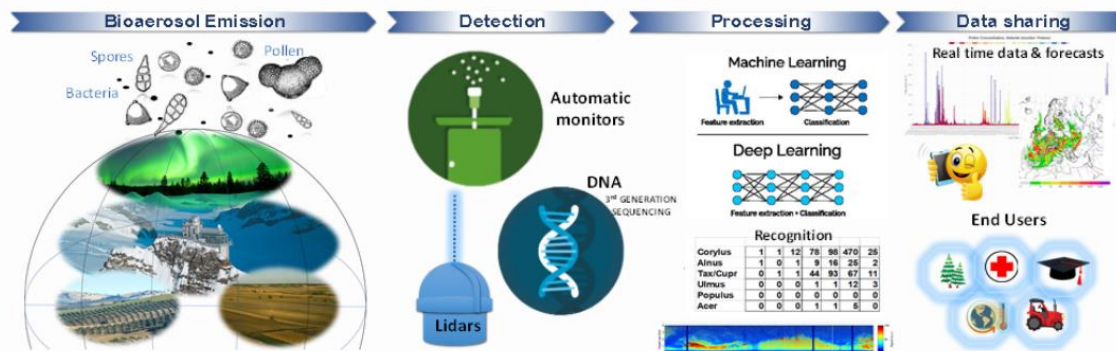 Bioaerosol Emission
Detection
Processing
Data sharing
Spores
Pollen
Bacteria
Automatic
monitors
DNA
3rd GENERATION
SEQUENCING
Lidars
Machine Learning
Feature extraction
Classification
Deep Learning
Feature extraction + Classification
Recognition
Corylus 1 1 12 78 98 470 25
Alnus 1 0 1 9 16 25 2
Tax/Cupr 0 1 1 44 93 67 11
Ulmus 0 0 0 1 1 12 3
Populus 0 0 0 0 0 0 0
Acer 0 0 0 1 1 5 0
Real time data & forecasts
End Users